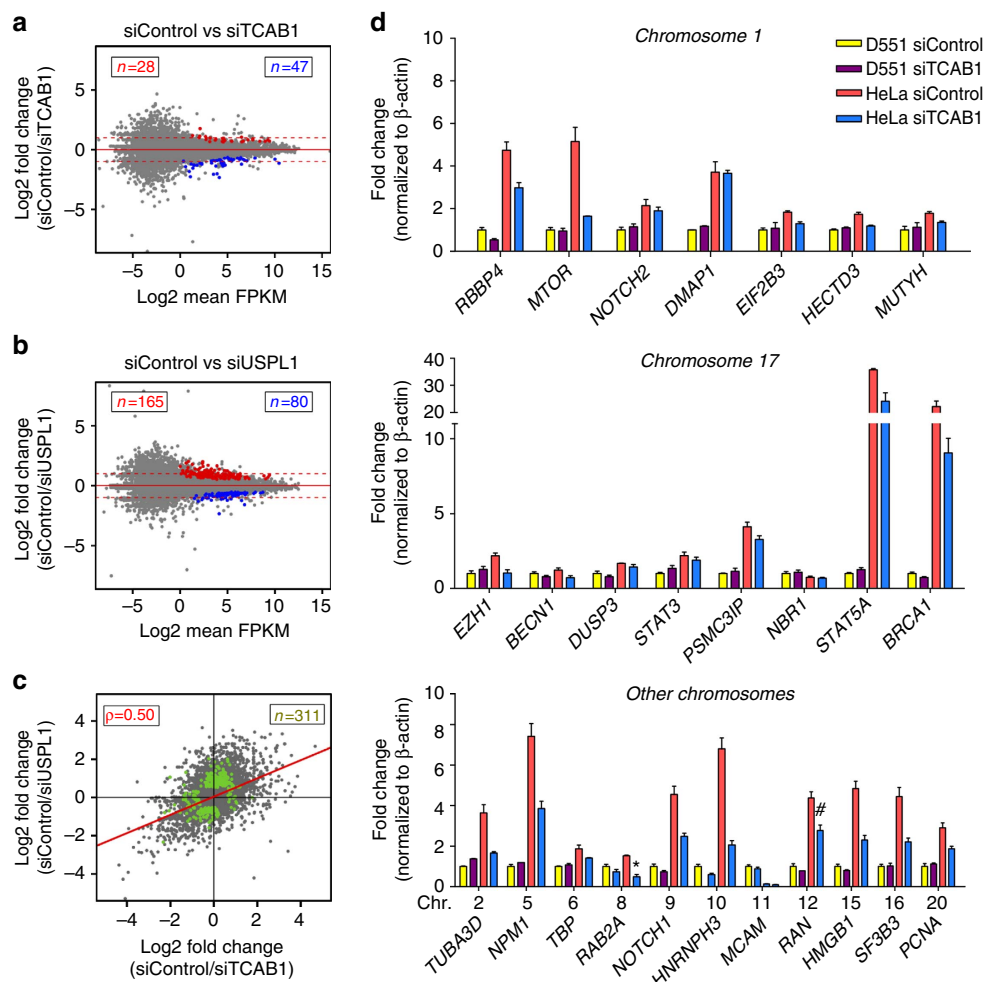 a
siControl vs siTCAB1
n=28
n=47
5
0
−5
Log2 fold change
(siControl/siTCAB1)
−5 0 5 10 15
Log2 mean FPKM
b
siControl vs siUSPL1
n=165
n=80
5
0
−5
Log2 fold change
(siControl/siUSPL1)
−5 0 5 10 15
Log2 mean FPKM
c
ρ=0.50
n=311
4
2
0
−2
−4
Log2 fold change
(siControl/siUSPL1)
−4 −2 0 2 4
Log2 fold change
(siControl/siTCAB1)
d
Chromosome 1
D551 siControl
D551 siTCAB1
HeLa siControl
HeLa siTCAB1
10
8
6
4
2
0
Fold change
(normalized to β-actin)
RBBP4 MTOR NOTCH2 DMAP1 EIF2B3 HECTD3 MUTYH
Chromosome 17
40
30
20
10
5
0
Fold change
(normalized to β-actin)
EZH1 BECN1 DUSP3 STAT3 PSMC3IP NBR1 STAT5A BRCA1
Other chromosomes
10
8
6
4
2
0
Fold change
(normalized to β-actin)
*
#
Chr. 2 5 6 8 9 10 11 12 15 16 20
TUBA3D NPM1 TBP RAB2A NOTCH1 HNRNPH3 MCAM RAN HMGB1 SF3B3 PCNA